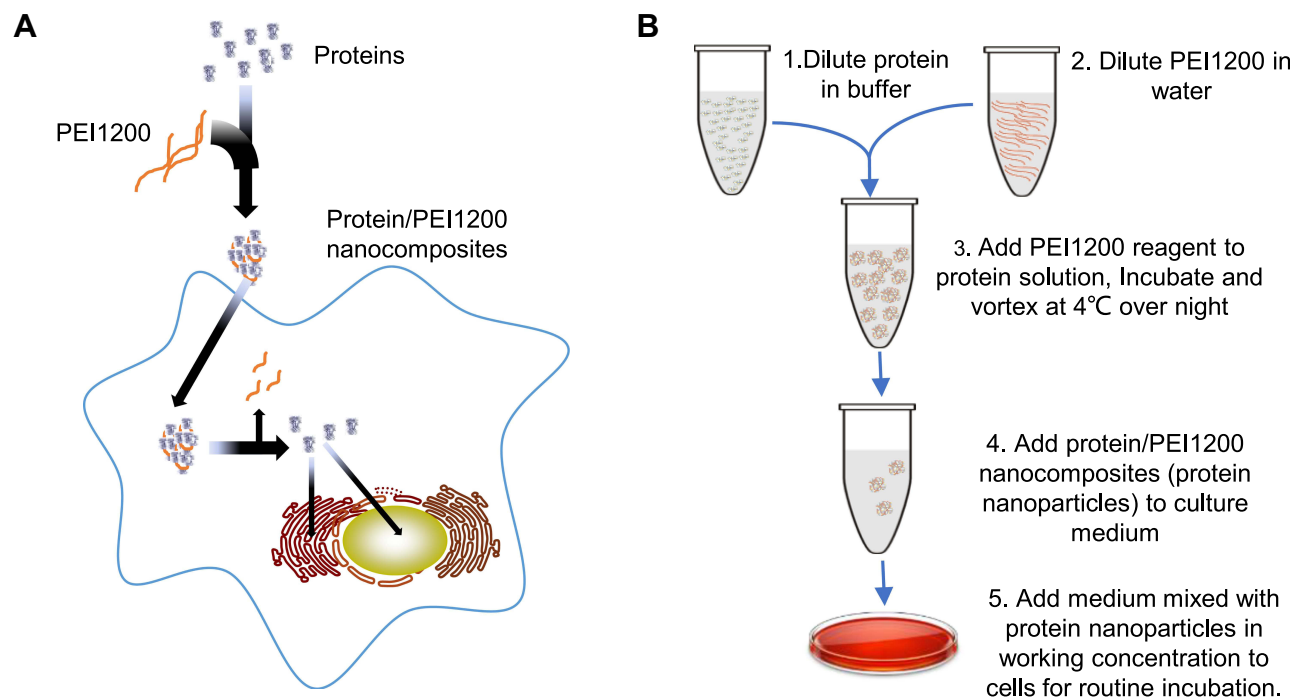 A
Proteins
PEI1200
Protein/PEI1200
nanocomposites
B
1.Dilute protein
in buffer
2. Dilute PEI1200 in
water
3. Add PEI1200 reagent to
protein solution, Incubate and
vortex at 4℃ over night
4. Add protein/PEI1200
nanocomposites (protein
nanoparticles) to culture
medium
5. Add medium mixed with
protein nanoparticles in
working concentration to
cells for routine incubation.